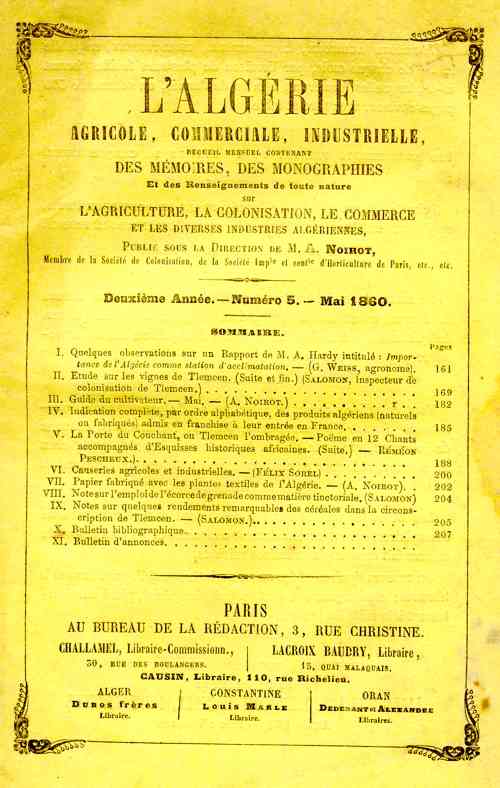 L'ALGÉRIE
AGRICOLE, COMMERCIALE, INDUSTRIELLE,
RECUEIL MENSUEL CONTENANT
DES MÉMOIRES, DES MONOGRAPHIES
Et des Renseignements de toute nature
sur
L'AGRICULTURE, LA COLONISATION, LE COMMERCE
ET LES DIVERSES INDUSTRIES ALGÉRIENNES,
PUBLIÉ SOUS LA DIRECTION DE M. A. NOIROT,
Membre de la Société de Colonisation, de la Société Imple et centle d'Horticulture de Paris, etc., etc.
Deuxième Année. — Numéro 5. — Mai 1860.
SOMMAIRE.
Pages
I. Quelques observations sur un Rapport de M. A. Hardy intitulé : Impor-
tance de l'Algérie comme station d'acclimatation. — (G. WEISS, agronome). 161
II. Etude sur les vignes de Tlemcen. (Suite et fin.) (SALOMON, inspecteur de
colonisation de Tlemcen.) . . . 169
III. Guide du cultivateur. — Mai. — (A. NOIROT.) . . . 182
IV. Indication complète, par ordre alphabétique, des produits algériens (naturels
ou fabriqués) admis en franchise à leur entrée en France. . . . 185
V. La Porte du Couchant, ou Tlemcen l'ombragée. — Poëme en 12 Chants
accompagnés d'Esquisses historiques africaines. (Suite.) — RÉMÉON
PESCHEUX.) . . . 188
VI. Causeries agricoles et industrielles. — (FÉLIX SOREL) . . . 200
VII. Papier fabriqué avec les plantes textiles de l'Algérie. — (A. NOIROT). . 202
VIII. Note sur l'emploi de l'écorce de grenade comme matière tinctoriale. (SALOMON) 204
IX. Notes sur quelques rendements remarquables des céréales dans la circons-
cription de Tlemcen. — (SALOMON.) . . . 205
X. Bulletin bibliographique. . . . 207
XI. Bulletin d'annonces. . . .
PARIS
AU BUREAU DE LA RÉDACTION, 3, RUE CHRISTINE.
CHALLAMEL, Libraire-Commissionn.,
30, RUE DES BOULANGERS.
LACROIX BAUDRY, Libraire,
15, QUAI MALAQUAIS.
CAUSIN, Libraire, 110, rue Richelieu.
ALGER
DUBOS frères
Libraire.
CONSTANTINE
LOUIS MARLE
Libraire.
ORAN
DEDEBANT et ALEXANDRE
Libraires.